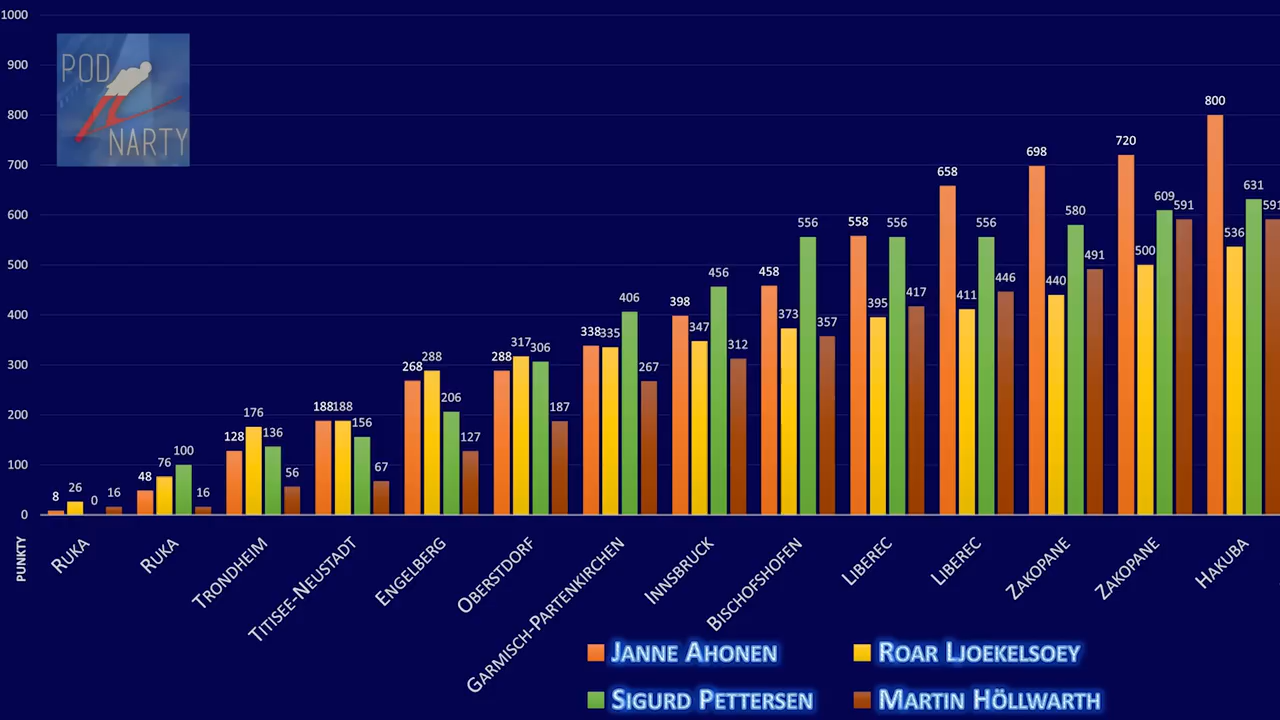 1000
900
800
700
600
500
400
300
200
100
0
POD
NARTY
8 26 0 16
48 76 100 16
128 176 136 56
188 188 156 67
268 288 206 127
288 317 306 187
338 335 406 267
398 347 456 312
458 373 556 357
558 395 556 417
658 411 556 446
698 440 580 491
720 500 609 591
800 536 631 591
PUNKTY
RUKA
RUKA
TRONDHEIM
TITISEE-NEUSTADT
ENGELBERG
OBERSTDORF
GARMISCH-PARTENKIRCHEN
INNSBRUCK
BISCHOFSHOFEN
LIBEREC
LIBEREC
ZAKOPANE
ZAKOPANE
HAKUBA
JANNE AHONEN
ROAR LJOEKELSOEY
SIGURD PETTERSEN
MARTIN HÖLLWARTH